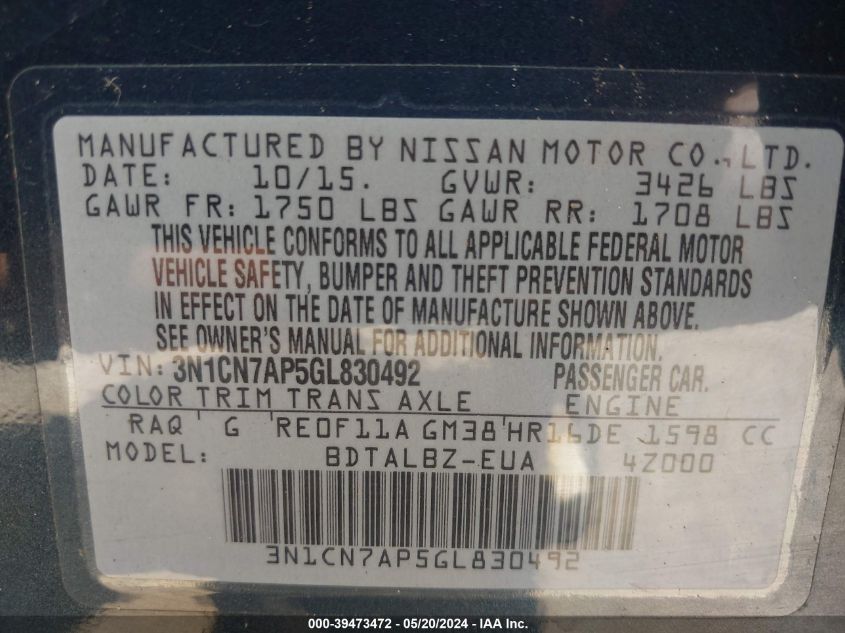 MANUFACTURED BY NISSAN MOTOR CO., LTD.
DATE: 10/15. GVWR: 3426 LBS
GAWR FR: 1750 LBS GAWR RR: 1708 LBS
THIS VEHICLE CONFORMS TO ALL APPLICABLE FEDERAL MOTOR
VEHICLE SAFETY, BUMPER AND THEFT PREVENTION STANDARDS
IN EFFECT ON THE DATE OF MANUFACTURE SHOWN ABOVE.
SEE OWNER'S MANUAL FOR ADDITIONAL INFORMATION.
VIN: 3N1CN7AP5GL830492 PASSENGER CAR.
COLOR TRIM TRANS AXLE ENGINE
RAQ G RE0F11A GM38 HR16DE 1598 CC
MODEL: BDTALBZ-EUA 4Z000
3N1CN7AP5GL830492
000-39473472 (IAA) • 05/20/2024 - IAA, Inc.